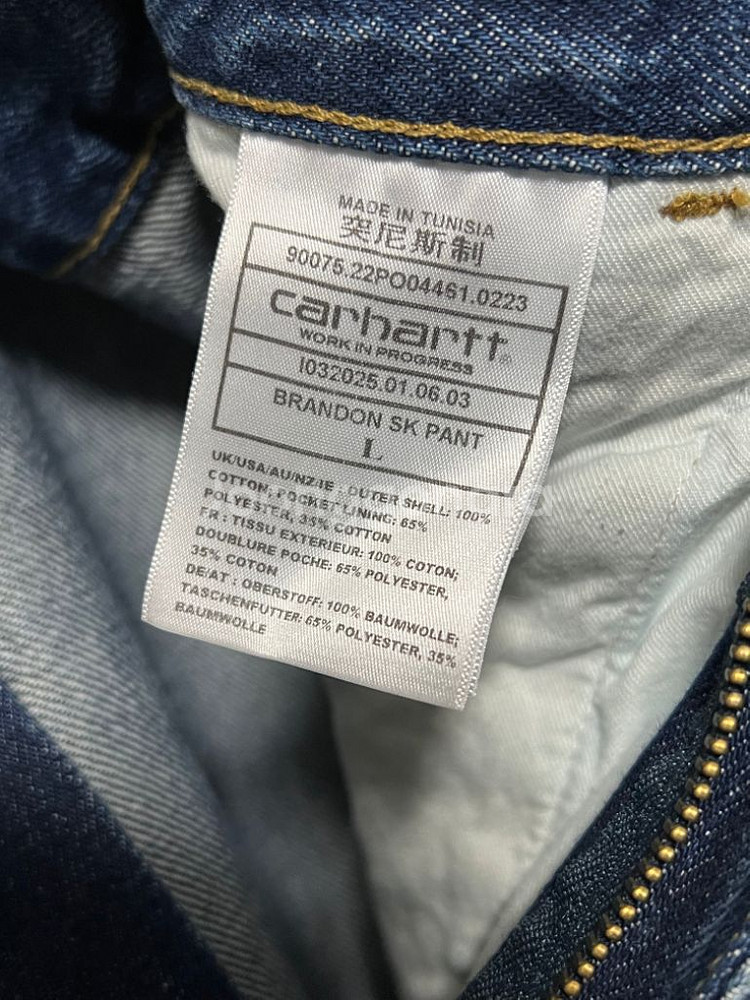 MADE IN TUNISIA
突尼斯制
90075.22PO04461.0223
carhartt
WORK IN PROGRESS
I032025.01.06.03
BRANDON SK PANT
L
UK/USA/AU/NZ/IE : OUTER SHELL: 100%
COTTON; POCKET LINING: 65%
POLYESTER, 35% COTTON
FR : TISSU EXTERIEUR: 100% COTON;
DOUBLURE POCHE: 65% POLYESTER,
35% COTON
DE/AT : OBERSTOFF: 100% BAUMWOLLE;
TASCHENFUTTER: 65% POLYESTER, 35%
BAUMWOLLE